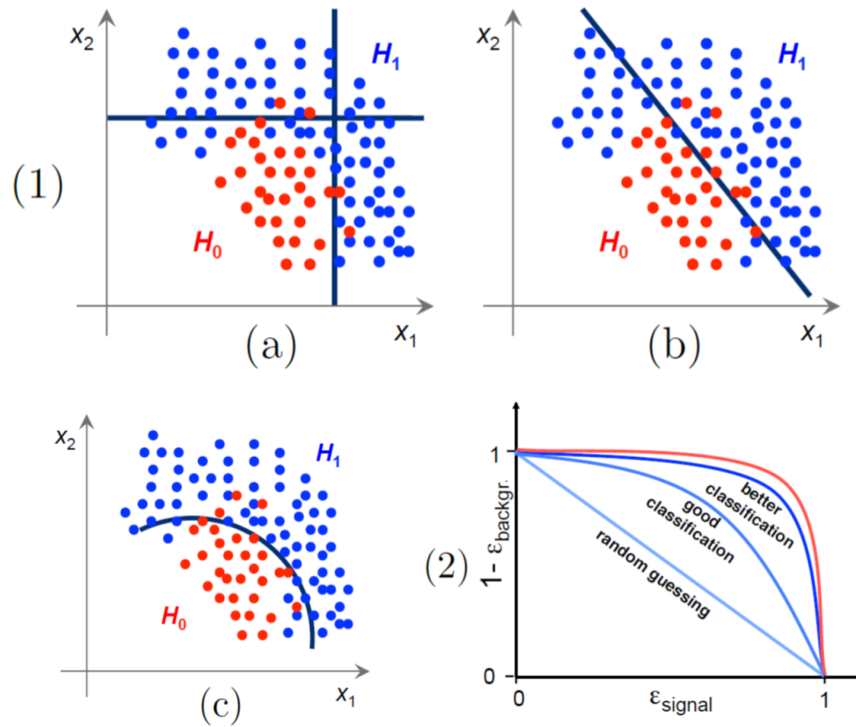 (1)
x2
H1
H0
x1
(a)
x2
H1
H0
x1
(b)
x2
H1
H0
x1
(c)
(2)
1- εbackgr.
1
0
better
classification
good
classification
random guessing
0
εsignal
1